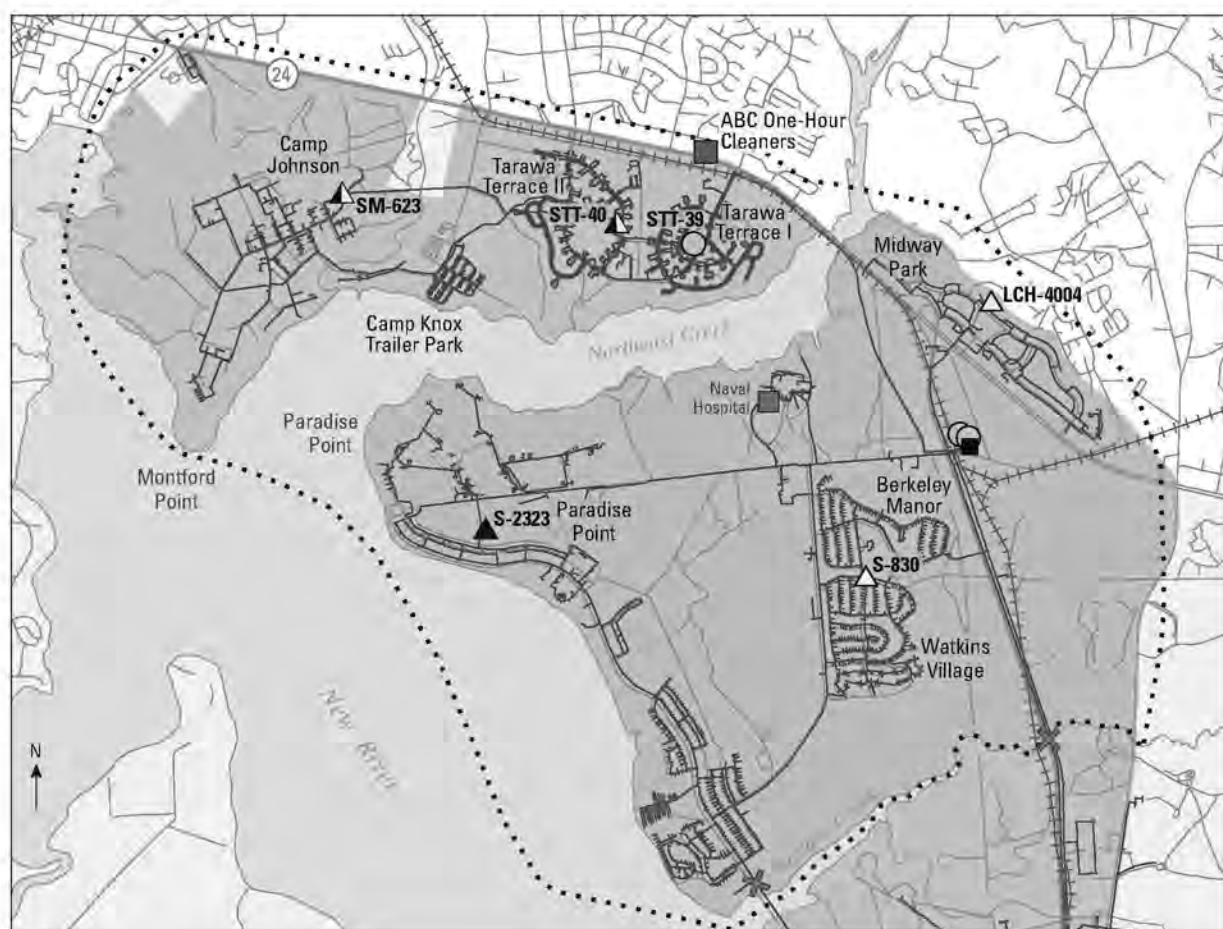 24
ABC One-Hour
Cleaners
Camp
Johnson
Tarawa
Terrace II
SM-623
STT-40
STT-39
Tarawa
Terrace I
Midway
Park
LCH-4004
Camp Knox
Trailer Park
Northeast Creek
Naval
Hospital
Paradise
Point
Montford
Point
Berkeley
Manor
S-2323
Paradise
Point
S-830
Watkins
Village
New River
N